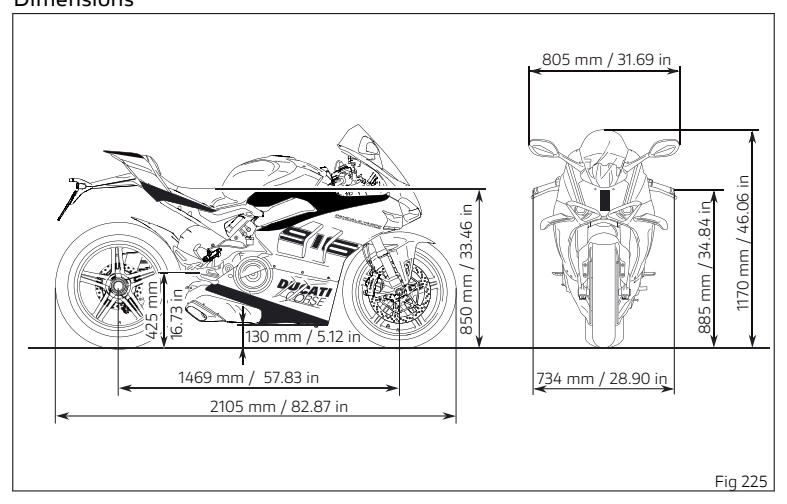 Dimensions
805 mm / 31.69 in
850 mm / 33.46 in
885 mm / 34.84 in
1170 mm / 46.06 in
425 mm
16.73 in
DUCATI
CORSE
130 mm / 5.12 in
1469 mm / 57.83 in
734 mm / 28.90 in
2105 mm / 82.87 in
Fig 225